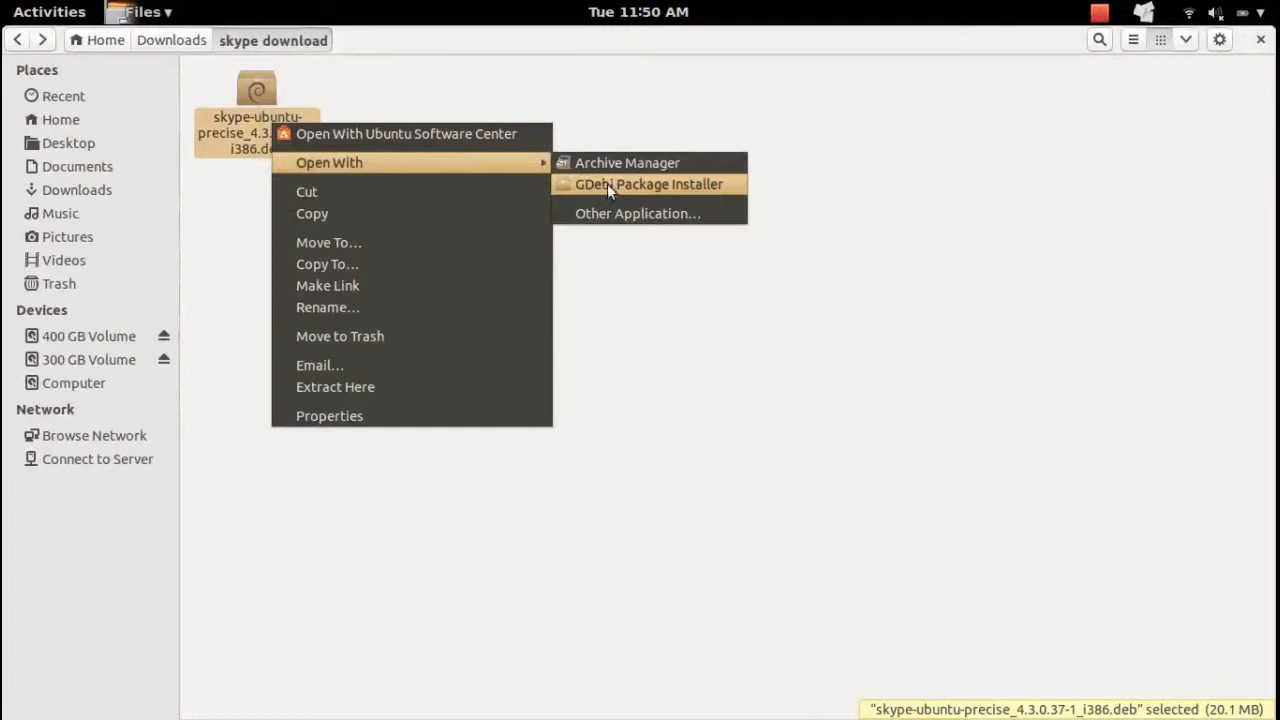 Activities
Files ▾
Tue 11:50 AM
Home
Downloads
skype download
Places
Recent
Home
Desktop
Documents
Downloads
Music
Pictures
Videos
Trash
Devices
400 GB Volume
300 GB Volume
Computer
Network
Browse Network
Connect to Server
skype-ubuntu-
precise_4.3.
i386.de
Open With Ubuntu Software Center
Open With
Cut
Copy
Move To…
Copy To…
Make Link
Rename…
Move to Trash
Email…
Extract Here
Properties
Archive Manager
GDebi Package Installer
Other Application…
“skype-ubuntu-precise_4.3.0.37-1_i386.deb” selected (20.1 MB)